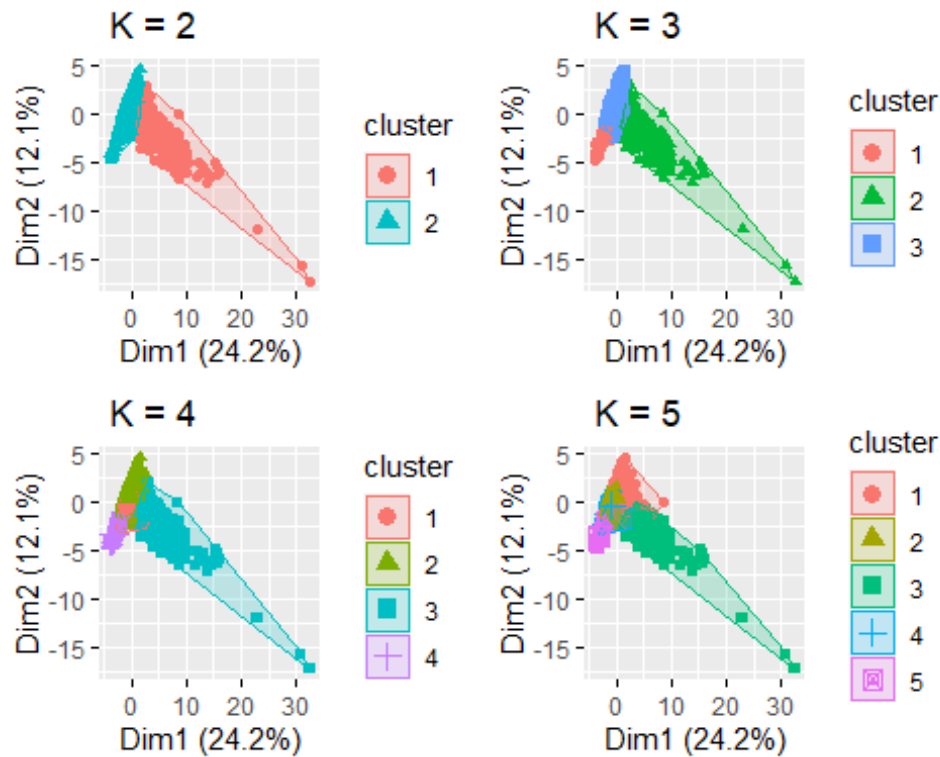 K = 2
5
0
-5
-10
-15
Dim2 (12.1%)
0 10 20 30
Dim1 (24.2%)
cluster
1
2
K = 3
5
0
-5
-10
-15
Dim2 (12.1%)
0 10 20 30
Dim1 (24.2%)
cluster
1
2
3
K = 4
5
0
-5
-10
-15
Dim2 (12.1%)
0 10 20 30
Dim1 (24.2%)
cluster
1
2
3
4
K = 5
5
0
-5
-10
-15
Dim2 (12.1%)
0 10 20 30
Dim1 (24.2%)
cluster
1
2
3
4
5